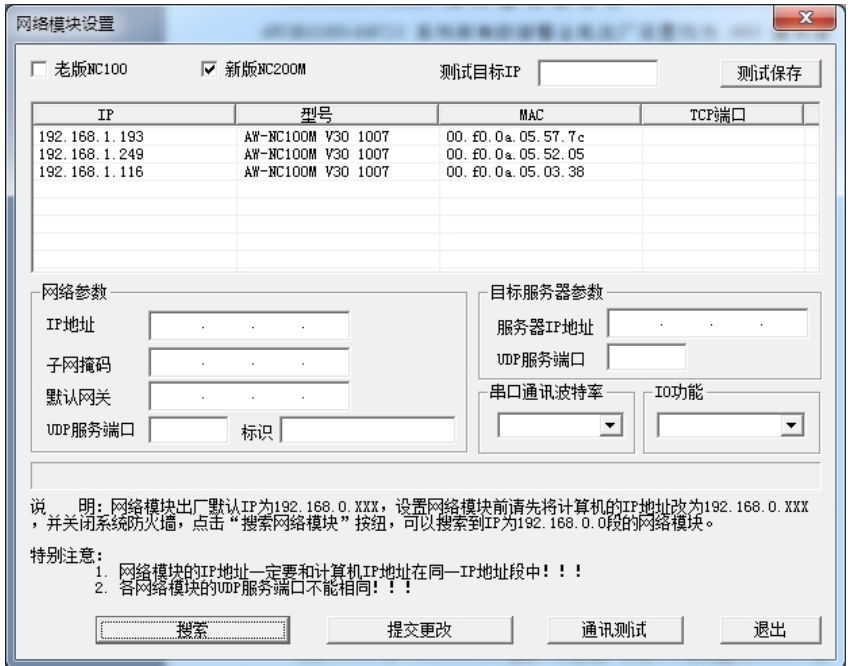 网络模块设置
老版NC100
新版NC200M
测试目标IP
测试保存
IP 型号 MAC TCP端口
192.168.1.193 AW-NC100M V30 1007 00.f0.0a.05.57.7c
192.168.1.249 AW-NC100M V30 1007 00.f0.0a.05.52.05
192.168.1.116 AW-NC100M V30 1007 00.f0.0a.05.03.38
网络参数
IP地址
子网掩码
默认网关
UDP服务端口
标识
目标服务器参数
服务器IP地址
UDP服务端口
串口通讯波特率
IO功能
说 明:网络模块出厂默认IP为192.168.0.XXX,设置网络模块前请先将计算机的IP地址改为192.168.0.XXX
,并关闭系统防火墙,点击“搜索网络模块”按纽,可以搜索到IP为192.168.0.0段的网络模块。
特别注意:
1. 网络模块的IP地址一定要和计算机IP地址在同一IP地址段中!!!
2. 各网络模块的UDP服务端口不能相同!!!
搜索
提交更改
通讯测试
退出